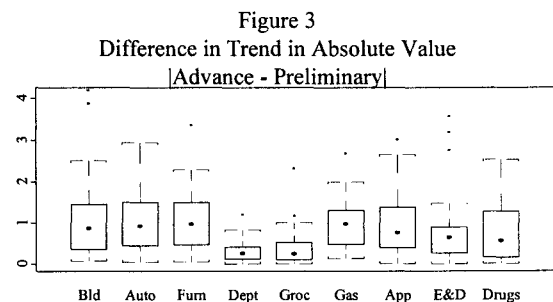 Figure 3
Difference in Trend in Absolute Value
|Advance - Preliminary|
4
3
2
1
0
Bld Auto Furn Dept Groc Gas App E&D Drugs